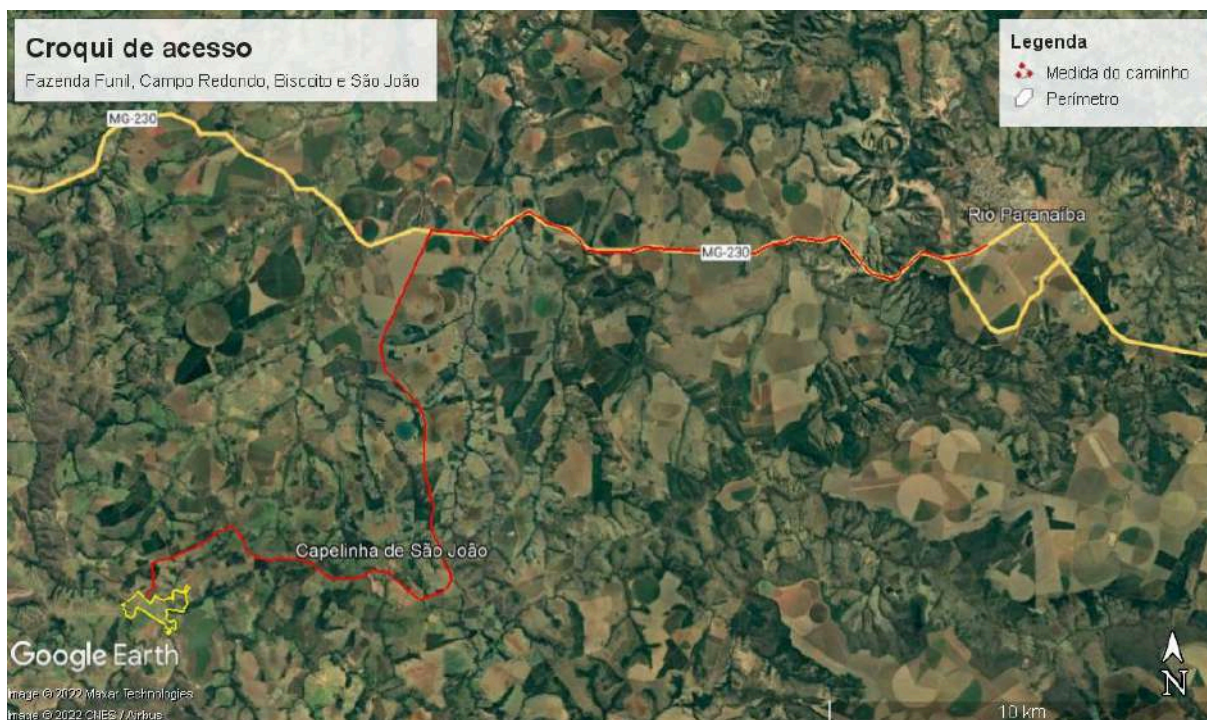 Croqui de acesso
Fazenda Funil, Campo Redondo, Biscoito e São João
Legenda
Medida do caminho
Perímetro
MG-230
Rio Paranaíba
MG-230
Capelinha de São João
Google Earth
Image © 2022 Maxar Technologies
Image © 2022 CNES / Airbus
N
10 km